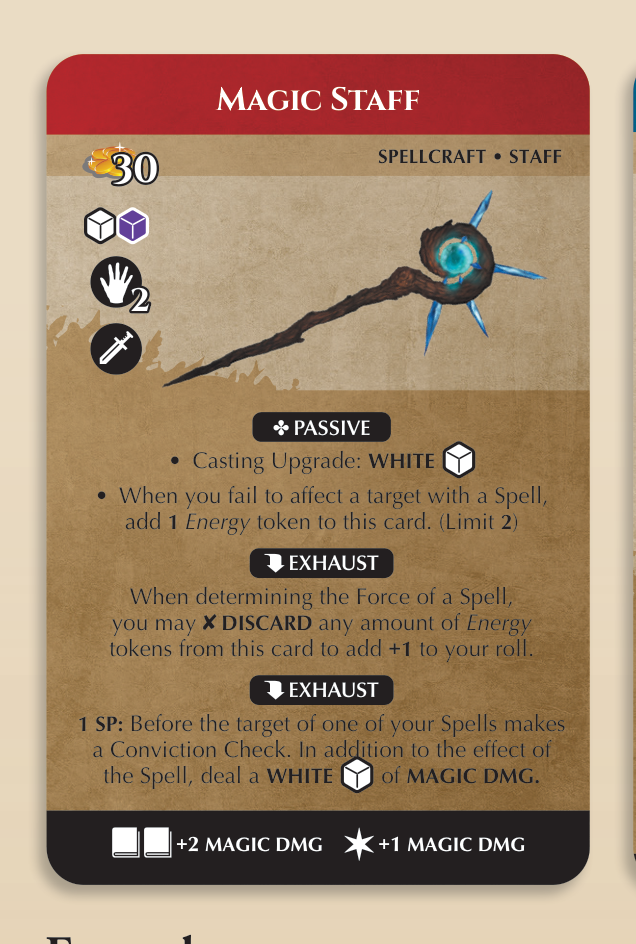 MAGIC STAFF
30
SPELLCRAFT • STAFF
2
PASSIVE
• Casting Upgrade: WHITE
• When you fail to affect a target with a Spell,
add 1 Energy token to this card. (Limit 2)
EXHAUST
When determining the Force of a Spell,
you may ✘ DISCARD any amount of Energy
tokens from this card to add +1 to your roll.
EXHAUST
1 SP: Before the target of one of your Spells makes
a Conviction Check. In addition to the effect of
the Spell, deal a WHITE of MAGIC DMG.
+2 MAGIC DMG +1 MAGIC DMG